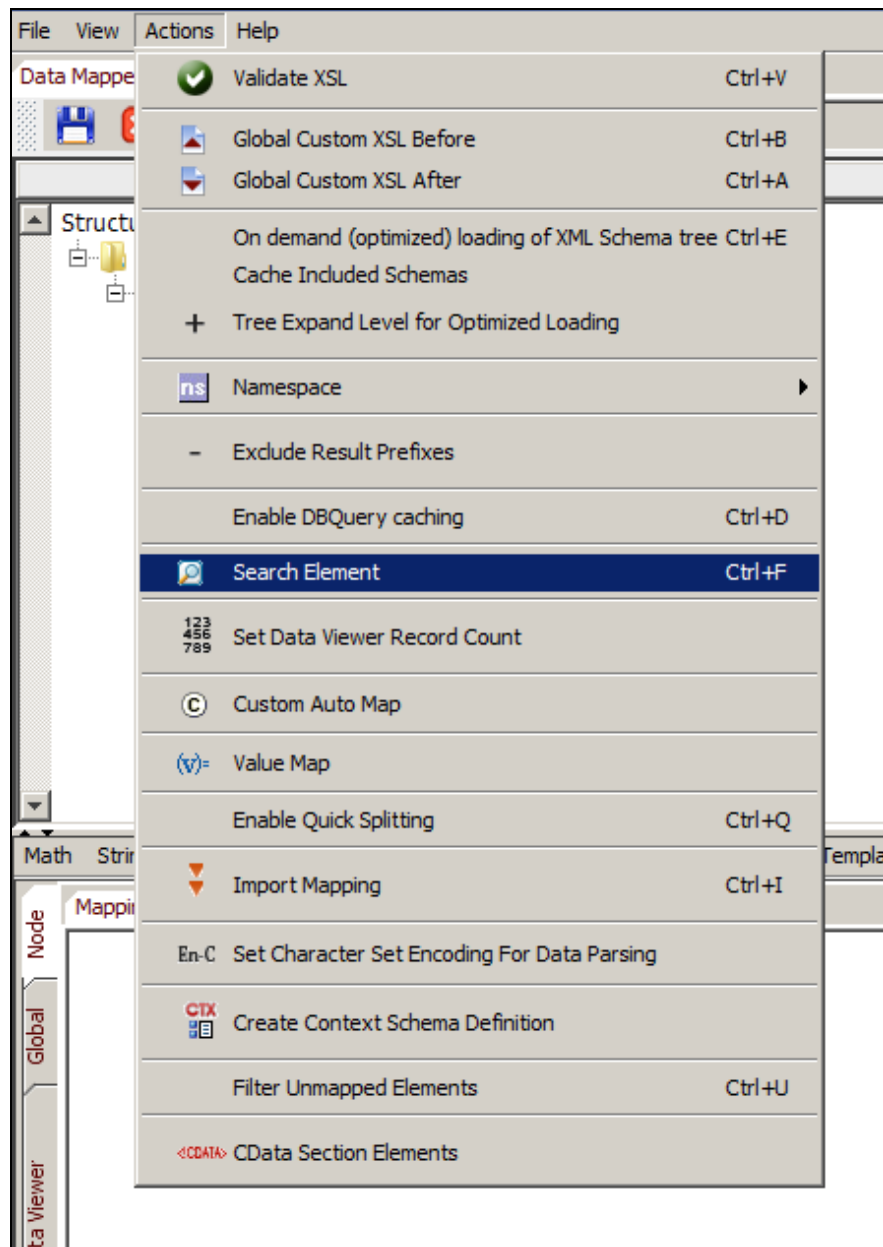 File View Actions Help
Data Mappe
Validate XSL Ctrl+V
Global Custom XSL Before Ctrl+B
Global Custom XSL After Ctrl+A
Structu
On demand (optimized) loading of XML Schema tree Ctrl+E
Cache Included Schemas
+ Tree Expand Level for Optimized Loading
ns Namespace
- Exclude Result Prefixes
Enable DBQuery caching Ctrl+D
Search Element Ctrl+F
123
456
789
Set Data Viewer Record Count
C Custom Auto Map
(v)= Value Map
Enable Quick Splitting Ctrl+Q
Math Strin
Templa
Import Mapping Ctrl+I
Mappin
Node
En-C Set Character Set Encoding For Data Parsing
Global
CTX Create Context Schema Definition
Filter Unmapped Elements Ctrl+U
<CDATA> CData Section Elements
ta Viewer